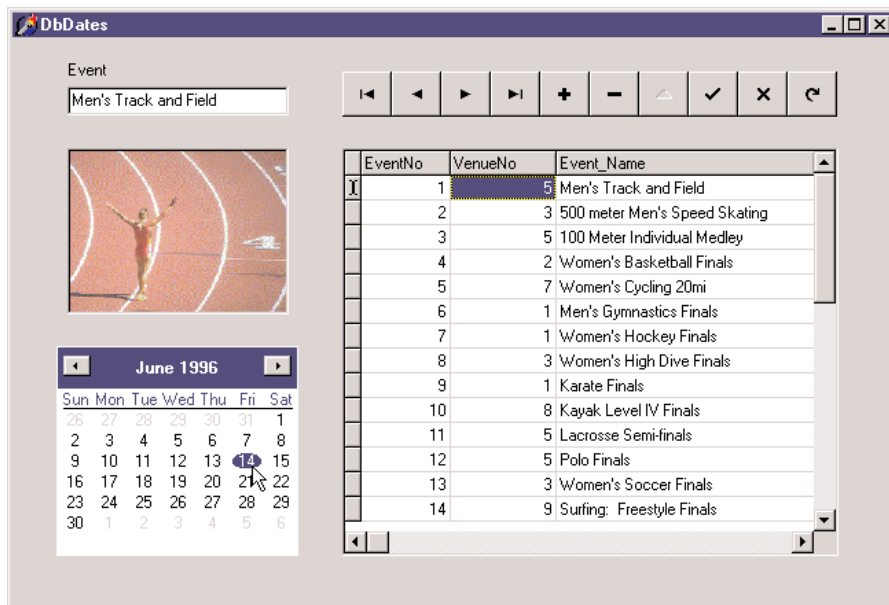 DbDates
Event
Men's Track and Field
EventNo VenueNo Event_Name
1 5 Men's Track and Field
2 3 500 meter Men's Speed Skating
3 5 100 Meter Individual Medley
4 2 Women's Basketball Finals
5 7 Women's Cycling 20mi
6 1 Men's Gymnastics Finals
7 1 Women's Hockey Finals
8 3 Women's High Dive Finals
9 1 Karate Finals
10 8 Kayak Level IV Finals
11 5 Lacrosse Semi-finals
12 5 Polo Finals
13 3 Women's Soccer Finals
14 9 Surfing: Freestyle Finals
June 1996
Sun Mon Tue Wed Thu Fri Sat
26 27 28 29 30 31 1
2 3 4 5 6 7 8
9 10 11 12 13 14 15
16 17 18 19 20 21 22
23 24 25 26 27 28 29
30 1 2 3 4 5 6